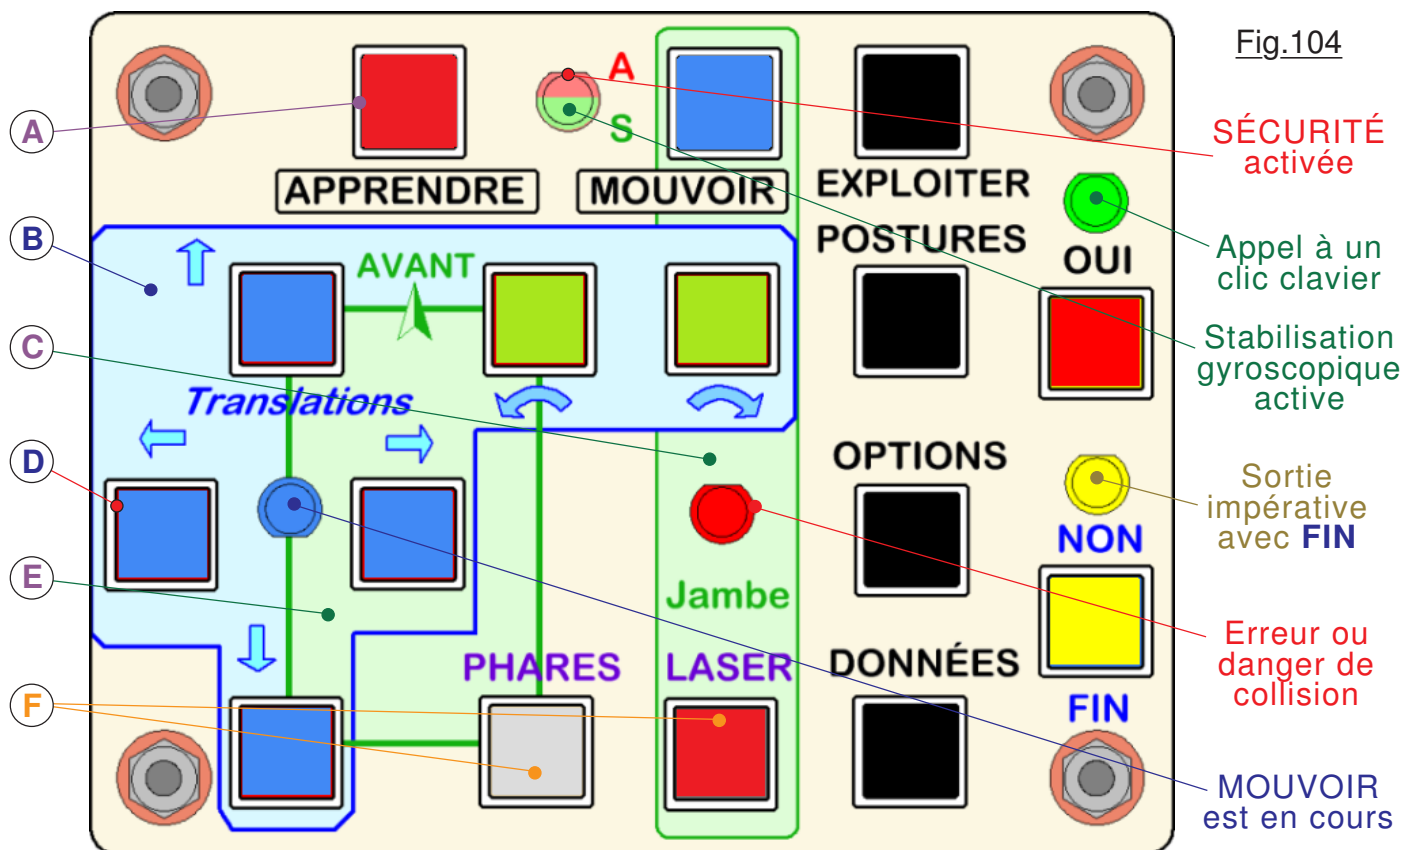 Fig.104
A
S
A
SÉCURITÉ
activée
APPRENDRE
MOUVOIR
EXPLOITER
B
POSTURES
OUI
Appel à un
clic clavier
AVANT
C
Stabilisation
gyroscopique
active
Translations
D
OPTIONS
Sortie
impérative
avec FIN
NON
E
Jambe
Erreur ou
danger de
collision
PHARES
LASER
DONNÉES
F
FIN
MOUVOIR
est en cours